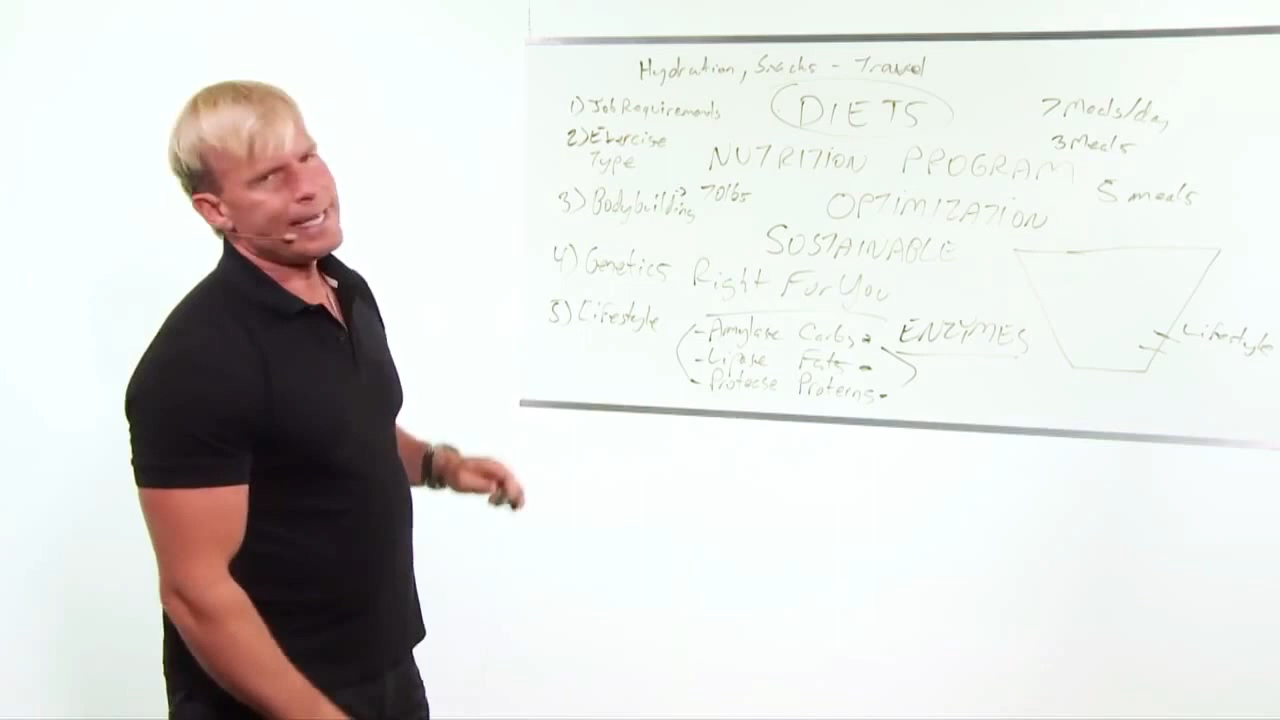 Hydration, Snacks - Travel
1) Job Requirements
DIETS
7 Meals/day
2) Exercise
Type
3 Meals
NUTRITION PROGRAM
3) Bodybuilding? 70lbs
5 meals
OPTIMIZATION
SUSTAINABLE
4) Genetics
Right For You
5) Lifestyle
- Amylase Carbs
ENZYMES
Lifestyle
- Lipase Fats
- Protease Proteins